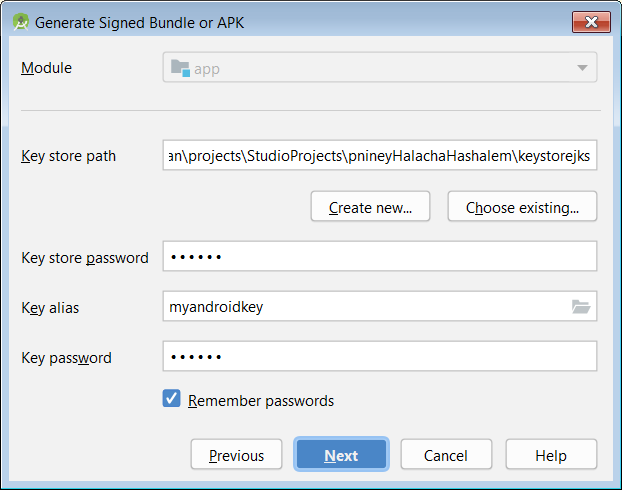 Generate Signed Bundle or APK
Module
app
Key store path
an\projects\StudioProjects\pnineyHalachaHashalem\keystorejks
Create new...
Choose existing...
Key store password
••••••
Key alias
myandroidkey
Key password
••••••
Remember passwords
Previous
Next
Cancel
Help